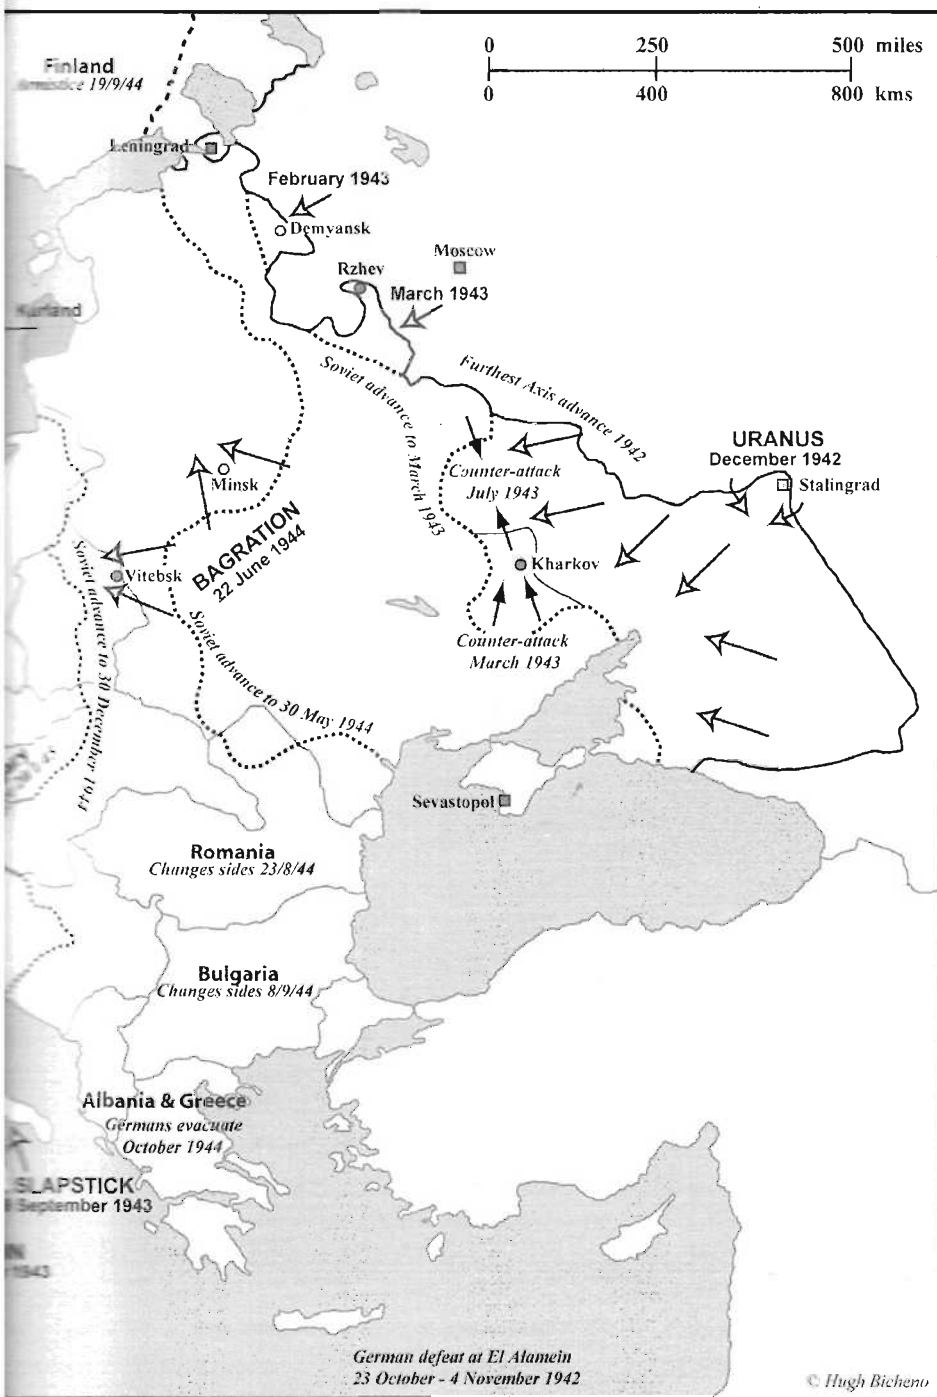 0 250 500 miles
0 400 800 kms
Finland
Armistice 19/9/44
Leningrad
February 1943
Demyansk
Moscow
Rzhev
March 1943
Kurland
Soviet advance to March 1943
Furthest Axis advance 1942
URANUS
December 1942
Stalingrad
Counter-attack
July 1943
Minsk
BAGRATION
22 June 1944
Kharkov
Vitebsk
Counter-attack
March 1943
Soviet advance to 30 May 1944
Soviet advance to 30 December 1944
Sevastopol
Romania
Changes sides 23/8/44
Bulgaria
Changes sides 8/9/44
Albania & Greece
Germans evacuate
October 1944
SLAPSTICK
September 1943
1943
German defeat at El Alamein
23 October - 4 November 1942
© Hugh Bicheno